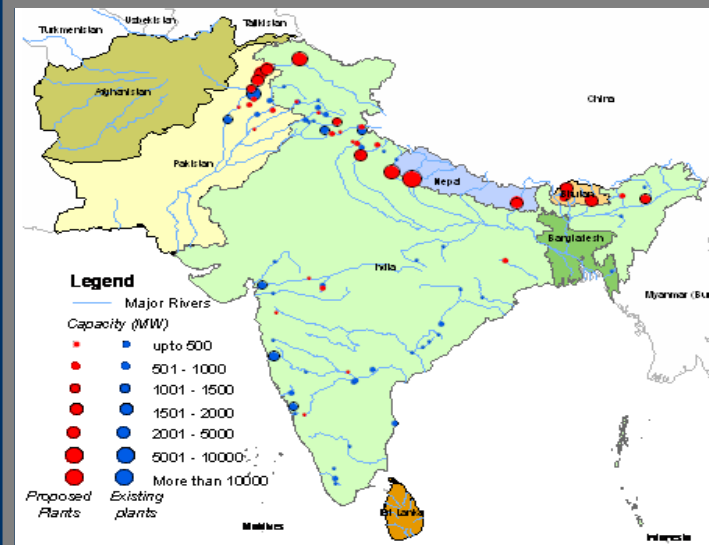 Uzbekistan
Tajikistan
Turkmenistan
Afghanistan
China
Pakistan
Nepal
Bhutan
Bangladesh
India
Myanmar (Bu
Legend
Major Rivers
Capacity (MW)
upto 500
501 - 1000
1001 - 1500
1501 - 2000
2001 - 5000
5001 - 10000
More than 10000
Proposed Existing
Plants plants
Sri Lanka
Maldives
Indonesia